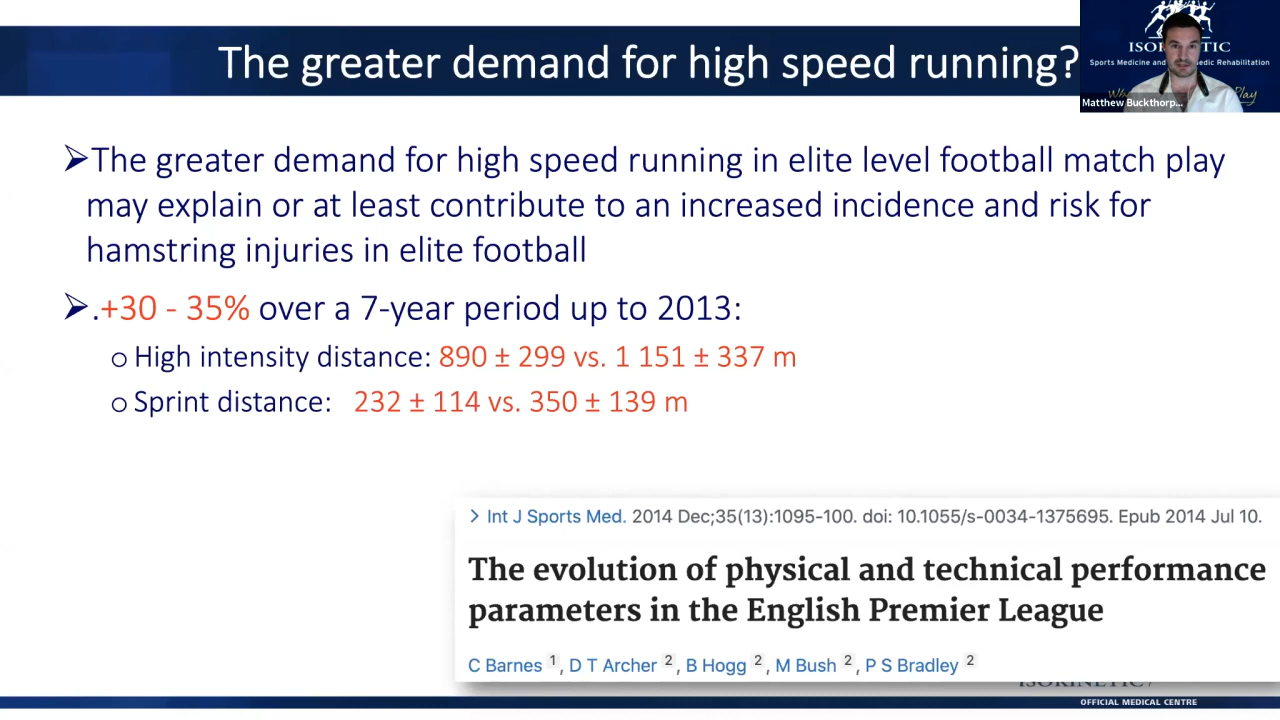 The greater demand for high speed running?
ISOKINETIC
Sports Medicine and edic Rehabilitation
Play
Matthew Buckthorp...
➢The greater demand for high speed running in elite level football match play
may explain or at least contribute to an increased incidence and risk for
hamstring injuries in elite football
➢.+30 - 35% over a 7-year period up to 2013:
o High intensity distance: 890 ± 299 vs. 1 151 ± 337 m
o Sprint distance: 232 ± 114 vs. 350 ± 139 m
> Int J Sports Med. 2014 Dec;35(13):1095-100. doi: 10.1055/s-0034-1375695. Epub 2014 Jul 10.
The evolution of physical and technical performance
parameters in the English Premier League
C Barnes 1, D T Archer 2, B Hogg 2, M Bush 2, P S Bradley 2
ISOKINETIC
OFFICIAL MEDICAL CENTRE